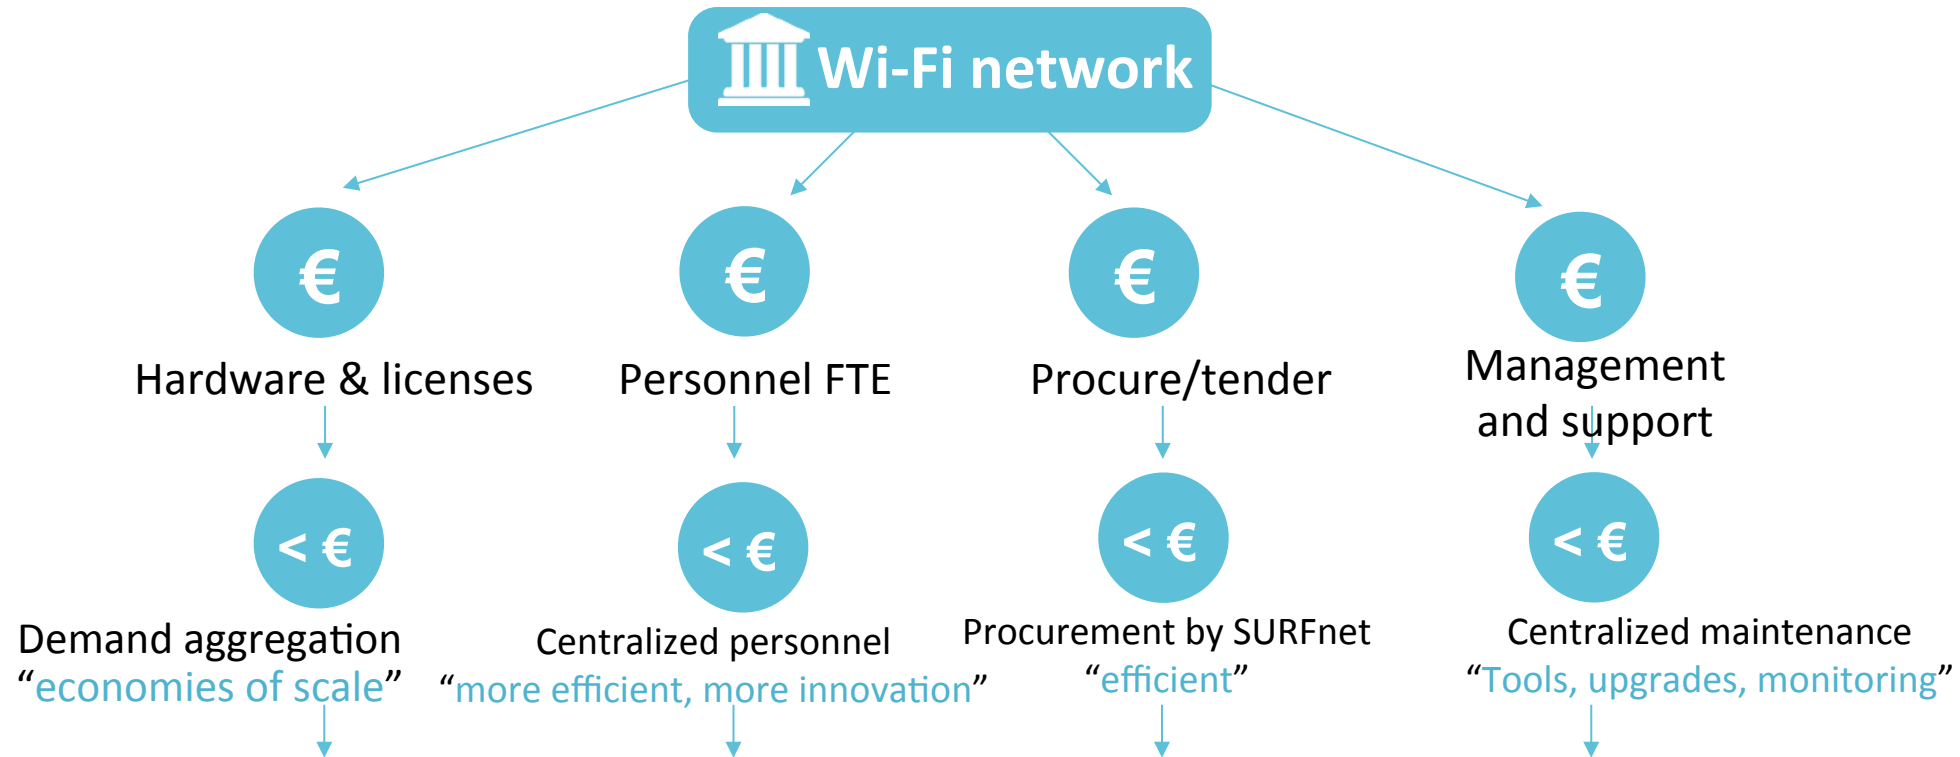 Wi-Fi network
€
€
€
€
Hardware & licenses
Personnel FTE
Procure/tender
Management
and support
< €
< €
< €
< €
Demand aggregation
“economies of scale”
Centralized personnel
“more efficient, more innovation”
Procurement by SURFnet
“efficient”
Centralized maintenance
“Tools, upgrades, monitoring”